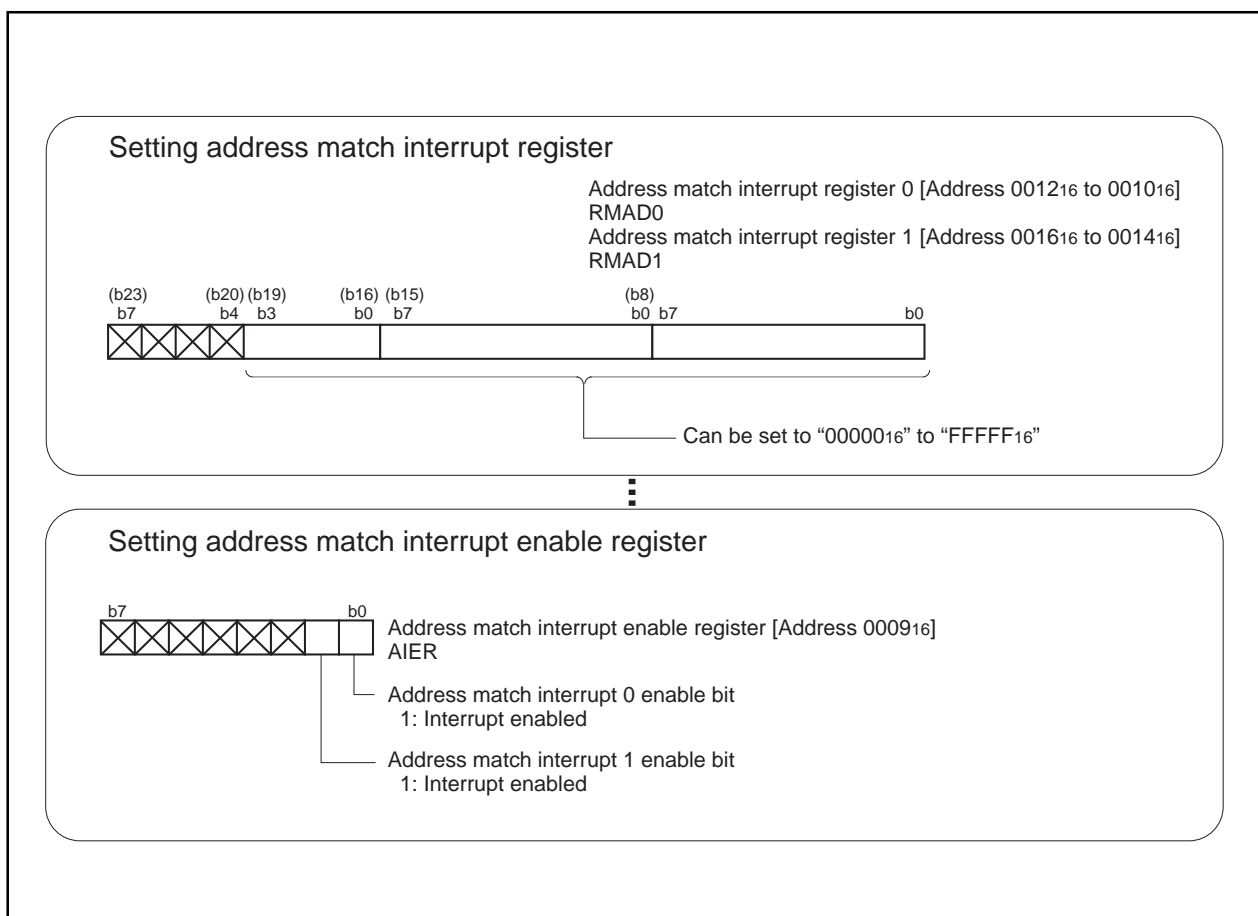 Setting address match interrupt register
Address match interrupt register 0 [Address 001216 to 001016]
RMAD0
Address match interrupt register 1 [Address 001616 to 001416]
RMAD1
(b23) (b20) (b19) (b16) (b15) (b8)
b7 b4 b3 b0 b7 b0 b7 b0
Can be set to “0000016” to “FFFFF16”
Setting address match interrupt enable register
b7 b0
Address match interrupt enable register [Address 000916]
AIER
Address match interrupt 0 enable bit
1: Interrupt enabled
Address match interrupt 1 enable bit
1: Interrupt enabled